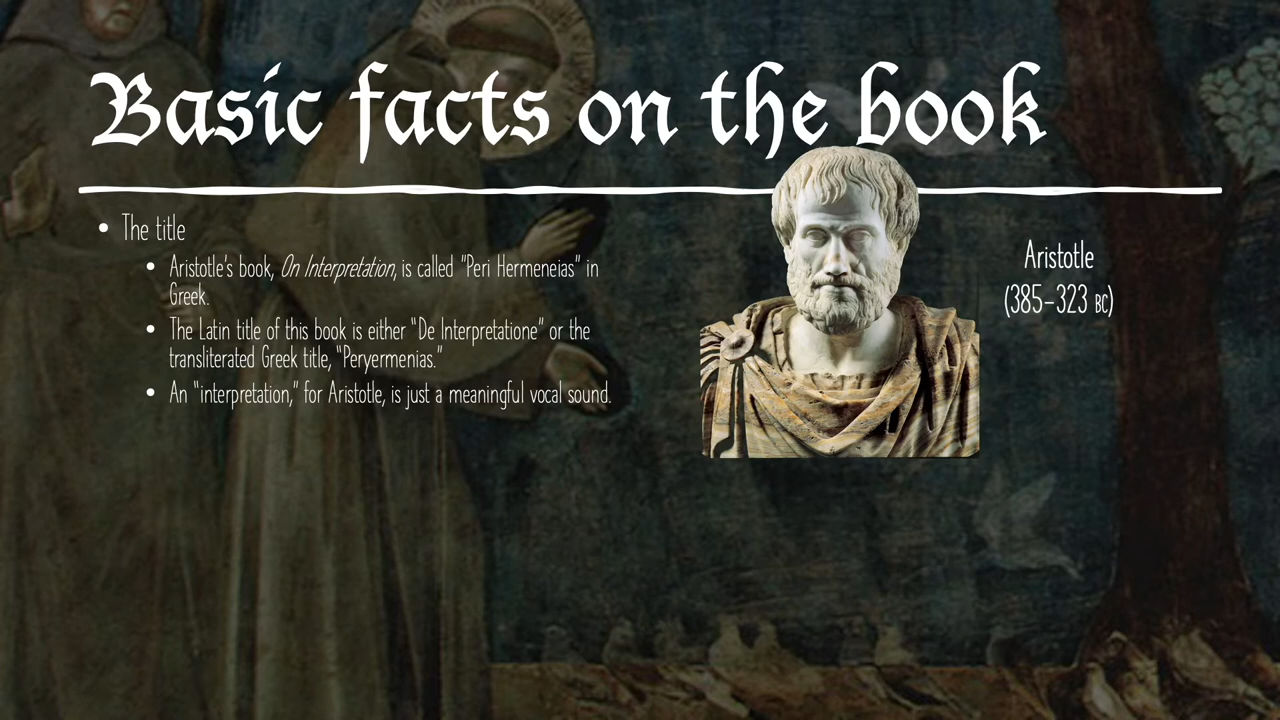 Basic facts on the book
• The title
• Aristotle's book, On Interpretation, is called "Peri Hermeneias" in
Greek.
• The Latin title of this book is either “De Interpretatione” or the
transliterated Greek title, “Peryermenias.”
• An “interpretation,” for Aristotle, is just a meaningful vocal sound.
Aristotle
(385–323 BC)